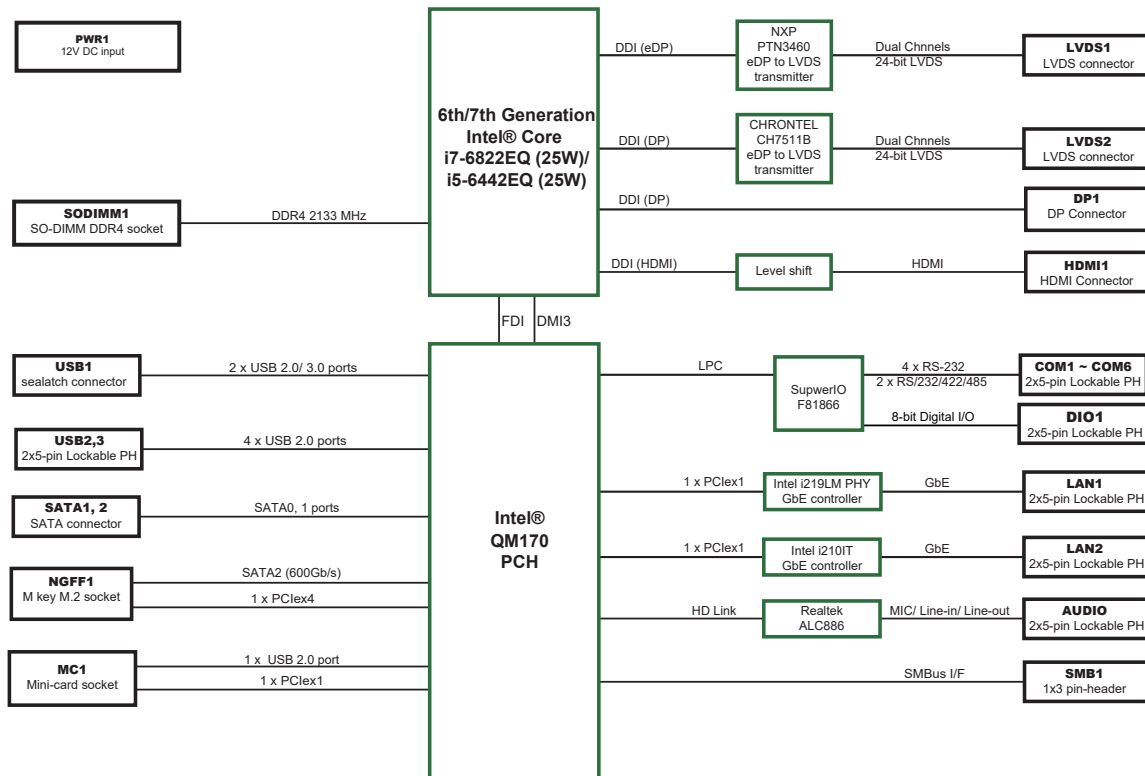 PWR1
12V DC input
SODIMM1
SO-DIMM DDR4 socket
DDR4 2133 MHz
6th/7th Generation
Intel® Core
i7-6822EQ (25W)/
i5-6442EQ (25W)
DDI (eDP)
NXP
PTN3460
eDP to LVDS
transmitter
Dual Chnnels
24-bit LVDS
LVDS1
LVDS connector
DDI (DP)
CHRONTEL
CH7511B
eDP to LVDS
transmitter
Dual Chnnels
24-bit LVDS
LVDS2
LVDS connector
DDI (DP)
DP1
DP Connector
DDI (HDMI)
Level shift
HDMI
HDMI1
HDMI Connector
FDI
DMI3
USB1
sealatch connector
2 x USB 2.0/ 3.0 ports
USB2,3
2x5-pin Lockable PH
4 x USB 2.0 ports
SATA1, 2
SATA connector
SATA0, 1 ports
NGFF1
M key M.2 socket
SATA2 (600Gb/s)
1 x PCIex4
MC1
Mini-card socket
1 x  USB 2.0 port
1 x PCIex1
Intel®
QM170
PCH
LPC
SupwerIO
F81866
4 x RS-232
2 x RS/232/422/485
COM1 ~ COM6
2x5-pin Lockable PH
8-bit Digital I/O
DIO1
2x5-pin Lockable PH
1 x PCIex1
Intel i219LM PHY
GbE controller
GbE
LAN1
2x5-pin Lockable PH
1 x PCIex1
Intel i210IT
GbE controller
GbE
LAN2
2x5-pin Lockable PH
HD Link
Realtek
ALC886
MIC/ Line-in/ Line-out
AUDIO
2x5-pin Lockable PH
SMBus I/F
SMB1
1x3 pin-header